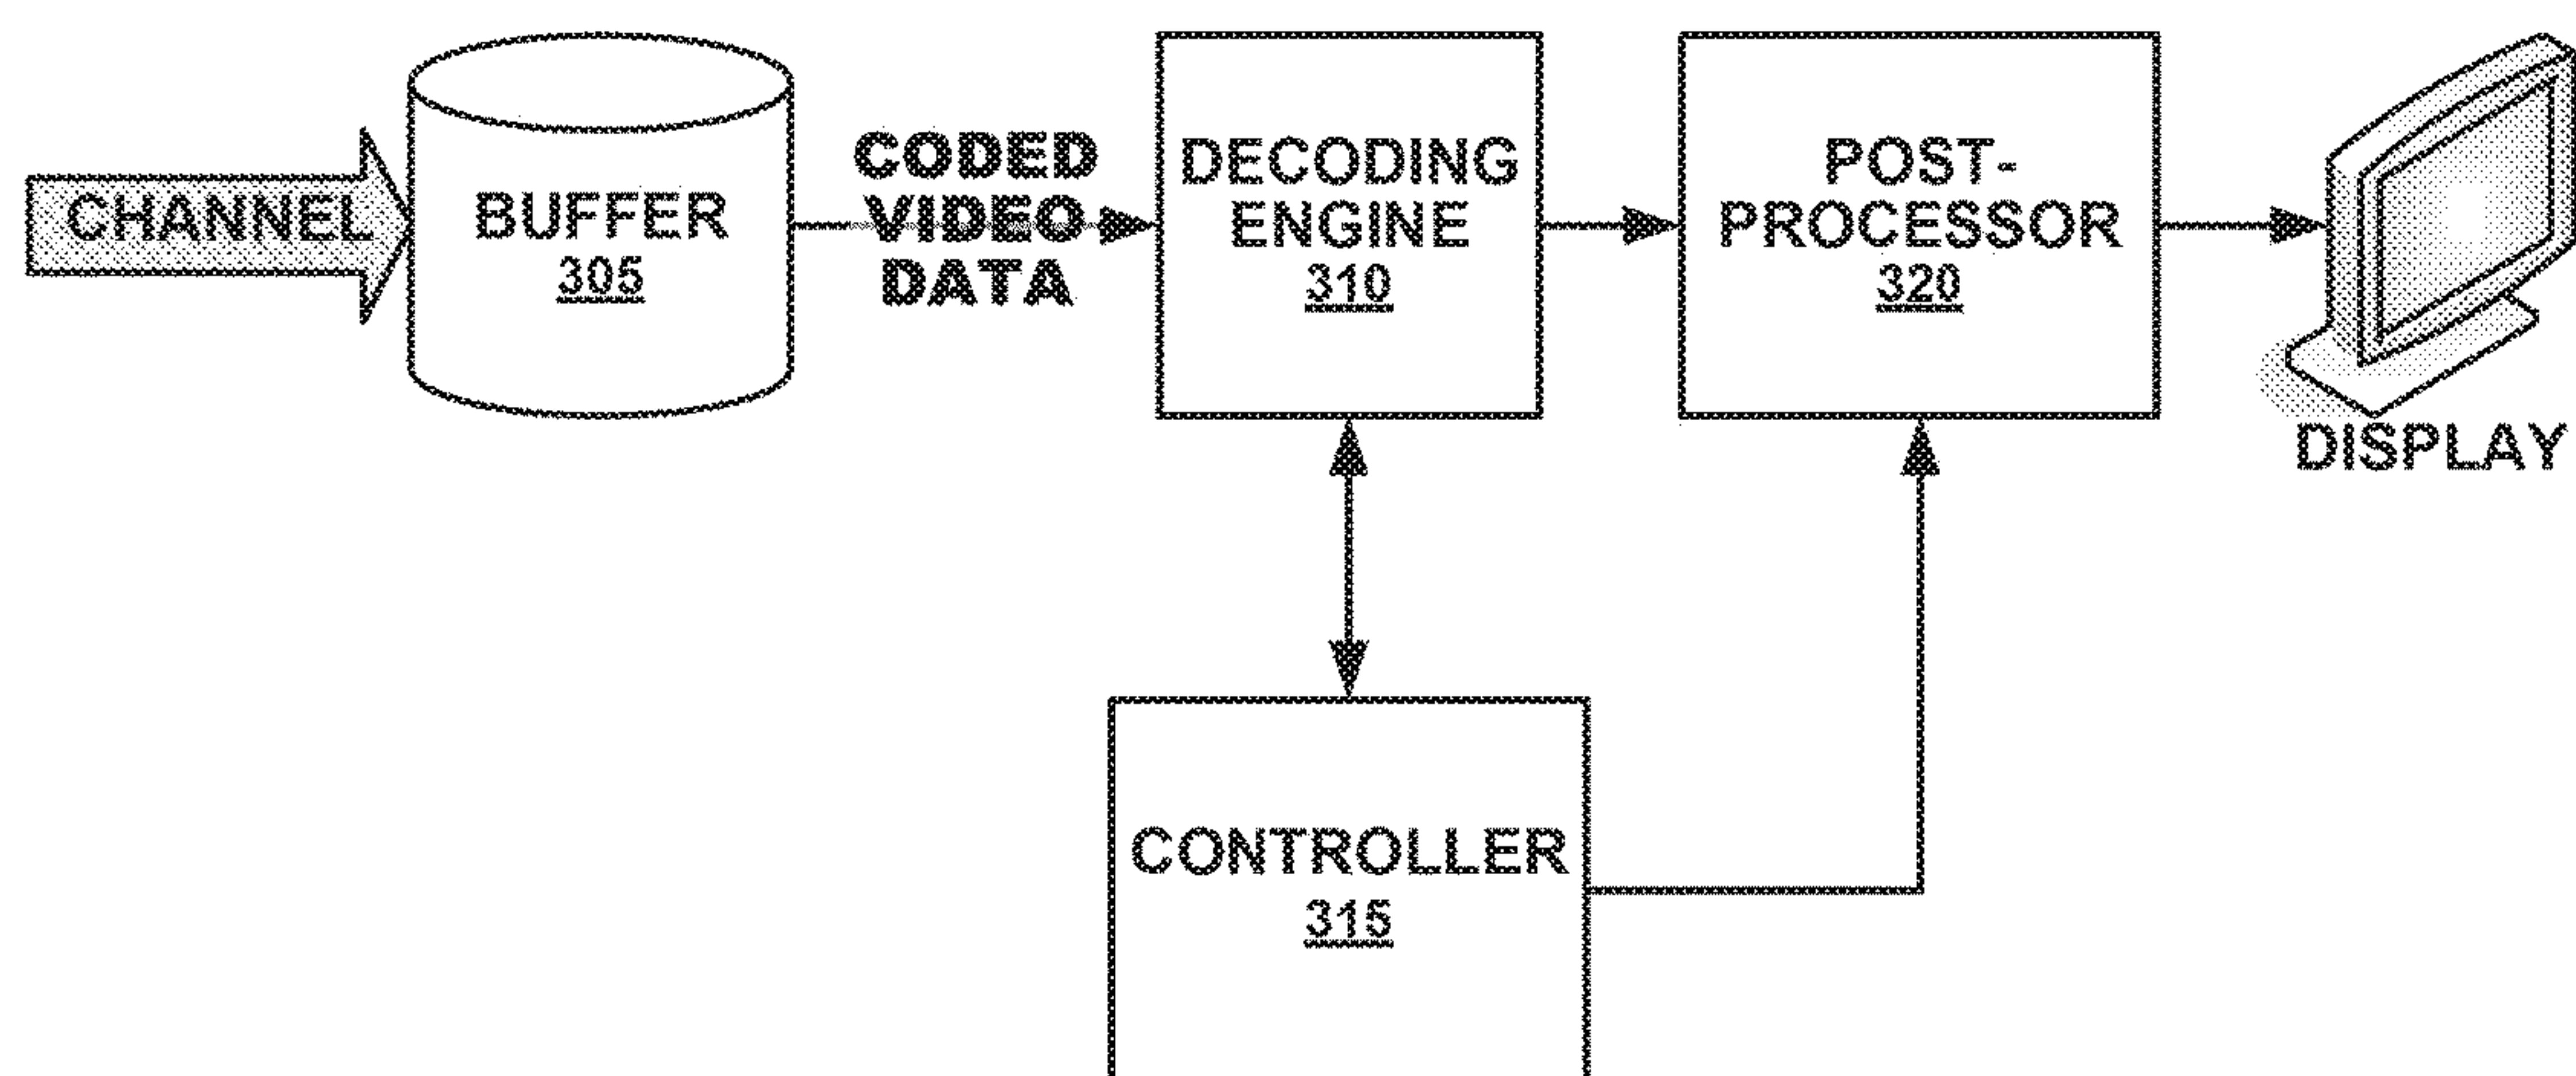 CHANNEL
BUFFER
305
CODED
VIDEO
DATA
DECODING
ENGINE
310
POST-
PROCESSOR
320
DISPLAY
CONTROLLER
315